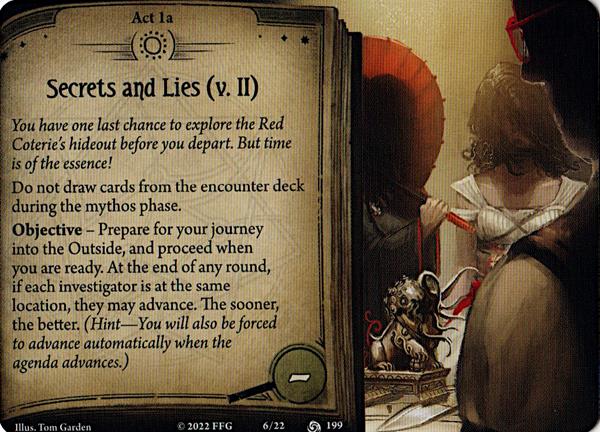 Act 1a
Secrets and Lies (v. II)
You have one last chance to explore the Red
Coterie's hideout before you depart. But time
is of the essence!
Do not draw cards from the encounter deck
during the mythos phase.
Objective – Prepare for your journey
into the Outside, and proceed when
you are ready. At the end of any round,
if each investigator is at the same
location, they may advance. The sooner,
the better. (Hint—You will also be forced
to advance automatically when the
agenda advances.)
–
Illus. Tom Garden © 2022 FFG 6/22 199